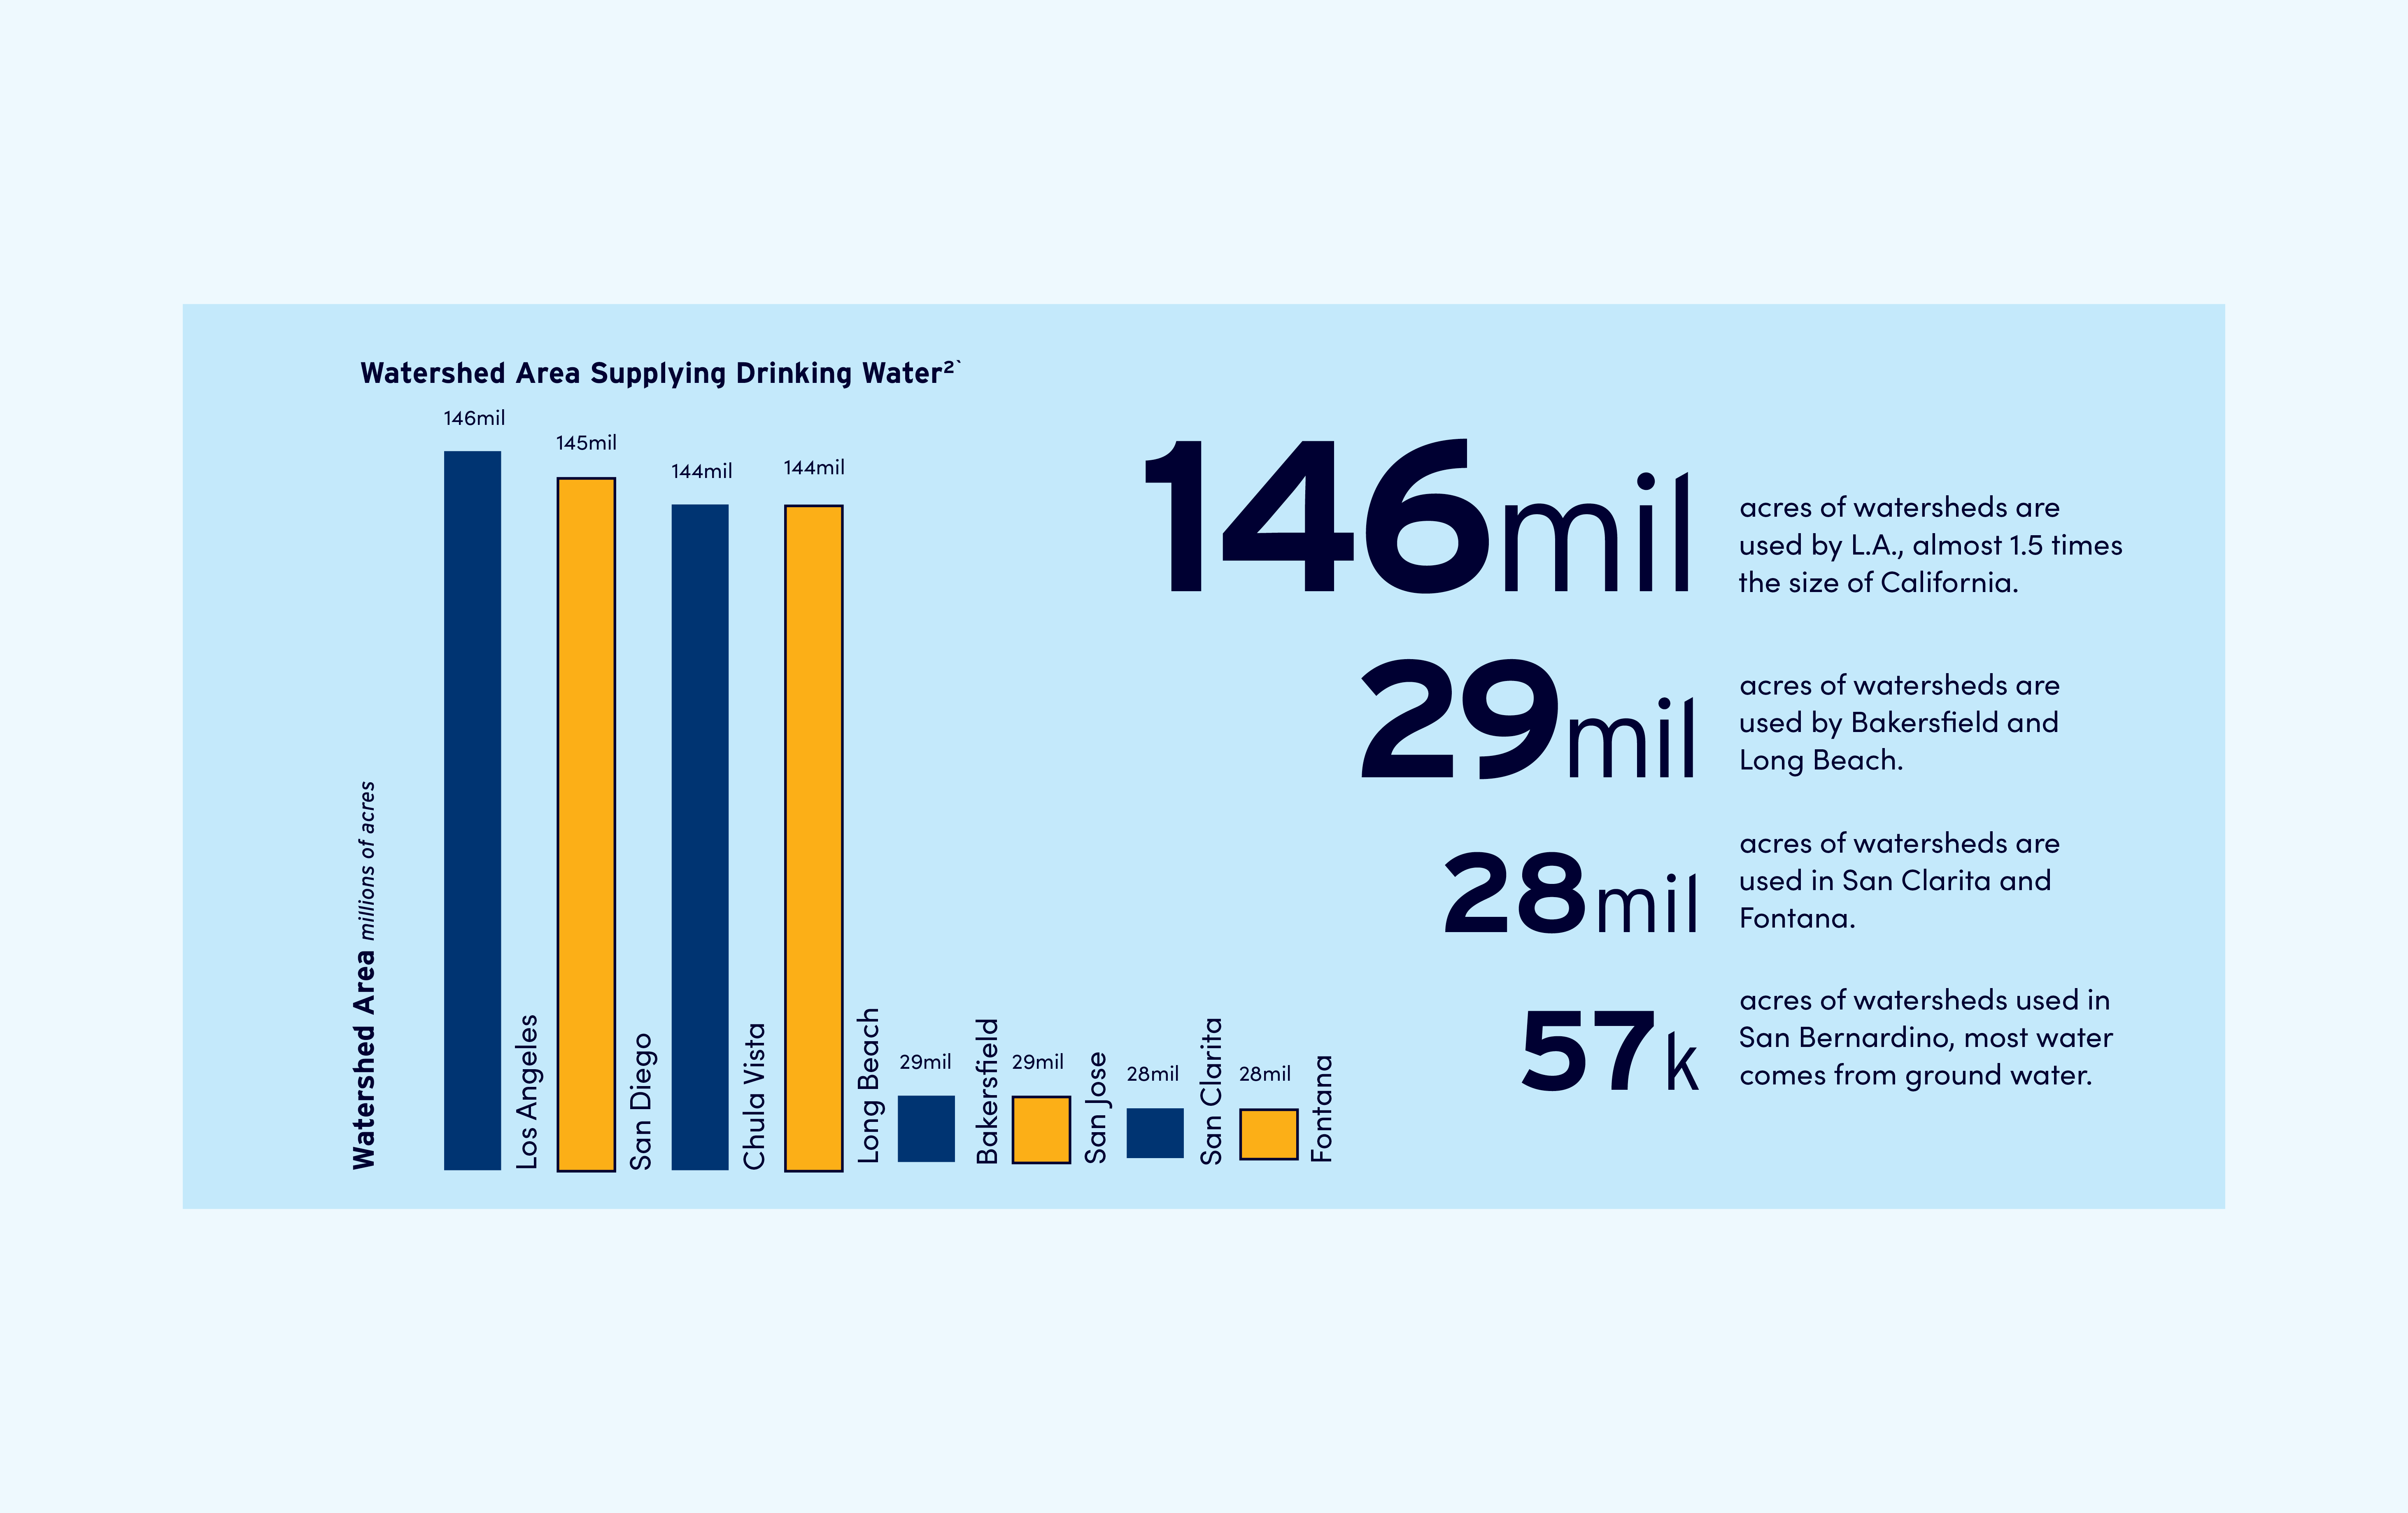 Watershed Area Supplying Drinking Water²`
146mil
145mil
144mil
144mil
29mil
29mil
28mil
28mil
Watershed Area millions of acres
Los Angeles
San Diego
Chula Vista
Long Beach
Bakersfield
San Jose
San Clarita
Fontana
146mil
acres of watersheds are
used by L.A., almost 1.5 times
the size of California.
29mil
acres of watersheds are
used by Bakersfield and
Long Beach.
28mil
acres of watersheds are
used in San Clarita and
Fontana.
57k
acres of watersheds used in
San Bernardino, most water
comes from ground water.